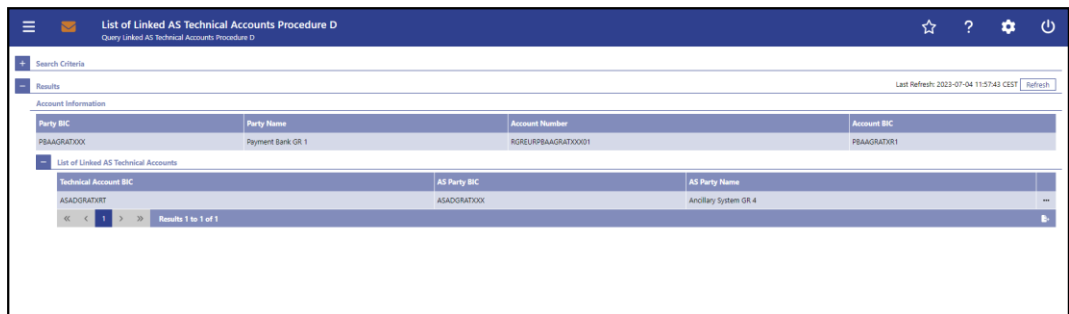 List of Linked AS Technical Accounts Procedure D
Query Linked AS Technical Accounts Procedure D
?
+ Search Criteria
− Results Last Refresh: 2023-07-04 11:57:43 CEST Refresh
Account Information
Party BIC Party Name Account Number Account BIC
PBAAGRATXXX Payment Bank GR 1 RGREURPBAAGRATXXX01 PBAAGRATXR1
− List of Linked AS Technical Accounts
Technical Account BIC AS Party BIC AS Party Name
ASADGRATXRT ASADGRATXXX Ancillary System GR 4 ...
« < 1 > » Results 1 to 1 of 1